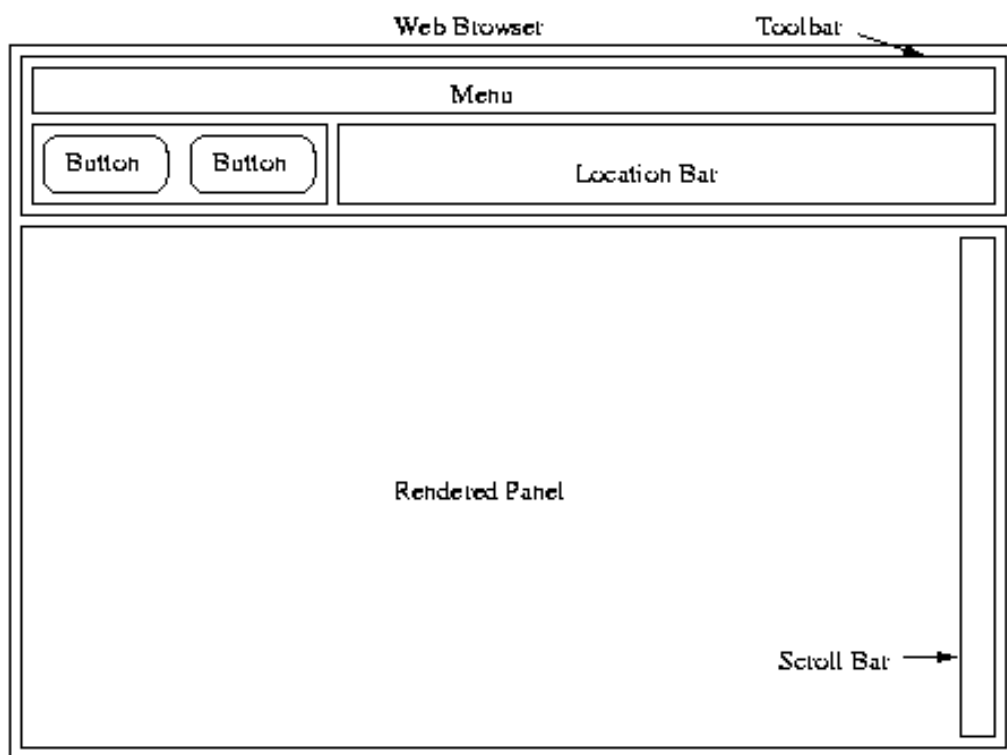 Web Browser
Toolbar
Menu
Button
Button
Location Bar
Rendered Panel
Scroll Bar